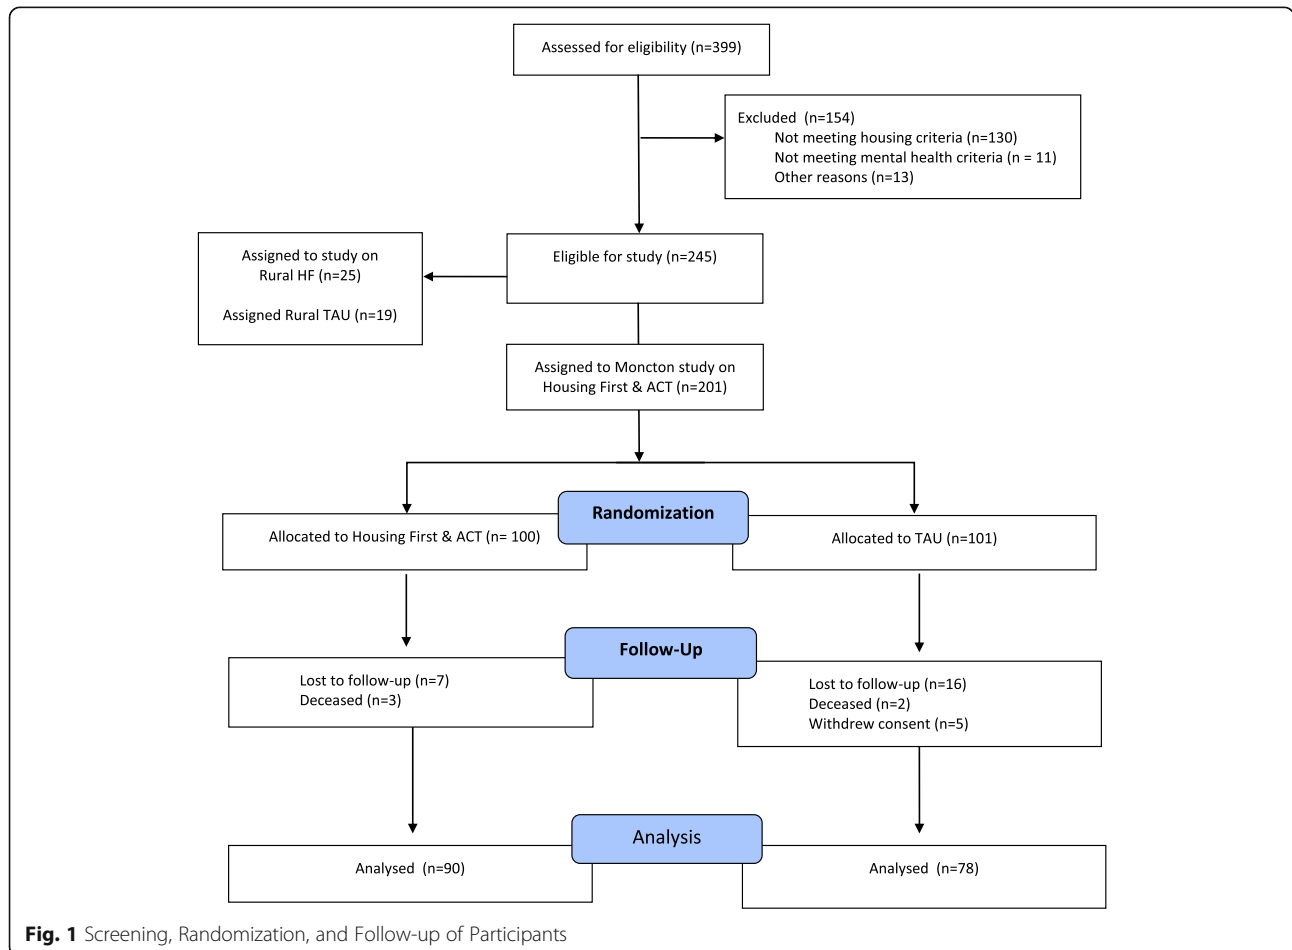 Assessed for eligibility (n=399)
Excluded (n=154)
Not meeting housing criteria (n=130)
Not meeting mental health criteria (n = 11)
Other reasons (n=13)
Assigned to study on
Rural HF (n=25)
Assigned Rural TAU (n=19)
Eligible for study (n=245)
Assigned to Moncton study on
Housing First & ACT (n=201)
Randomization
Allocated to Housing First & ACT (n= 100)
Allocated to TAU (n=101)
Follow-Up
Lost to follow-up (n=7)
Deceased (n=3)
Lost to follow-up (n=16)
Deceased (n=2)
Withdrew consent (n=5)
Analysis
Analysed (n=90)
Analysed (n=78)
Fig. 1 Screening, Randomization, and Follow-up of Participants